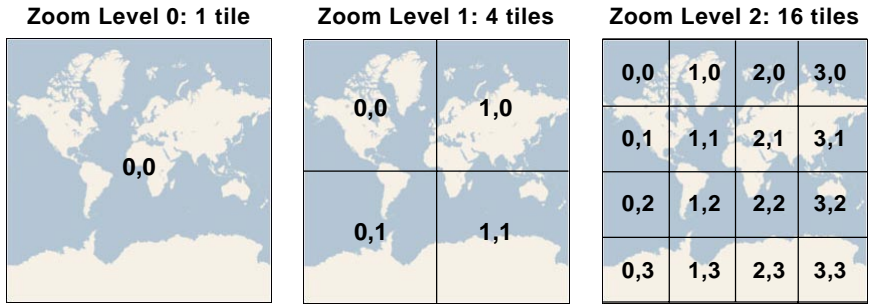 Zoom Level 0: 1 tile
0,0
Zoom Level 1: 4 tiles
0,0 1,0
0,1 1,1
Zoom Level 2: 16 tiles
0,0 1,0 2,0 3,0
0,1 1,1 2,1 3,1
0,2 1,2 2,2 3,2
0,3 1,3 2,3 3,3